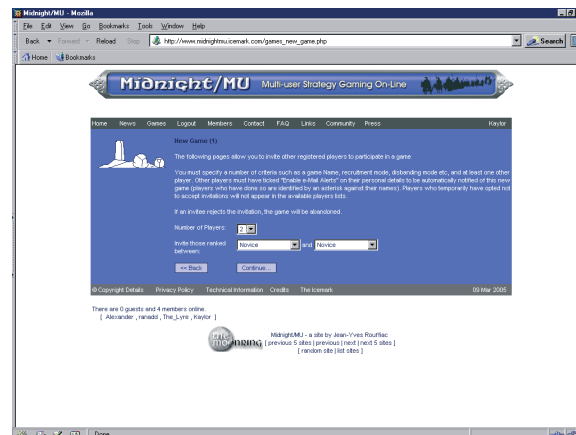 Midnight/MU - Mozilla
File Edit View Go Bookmarks Tools Window Help
Back Forward Reload Stop http://www.midnightmu.icemark.com/games_new_game.php Search
Home Bookmarks
Midnight/MU Multi-user Strategy Gaming On-Line
Home News Games Logout Members Contact FAQ Links Community Press Kaylor
New Game (1)
The following pages allow you to invite other registered players to participate in a game
You must specify a number of criteria such as a game Name, recruitment mode, disbanding mode etc, and at least one other
player. Other players must have ticked "Enable e-Mail Alerts" on their personal details to be automatically notified of this new
game (players who have done so are identified by an asterisk against their names). Players who temporarily have opted not
to accept invitations will not appear in the available players lists.
If an invitee rejects the invitation, the game will be abandoned.
Number of Players: 2
Invite those ranked between: Novice and Novice
<< Back Continue...
© Copyright Details Privacy Policy Technical Information Credits The Icemark 09 Mar 2005
There are 0 guests and 4 members online.
[ Alexander , ranadd , The_Lyre , Kaylor ]
the moonring
Midnight/MU - a site by Jean-Yves Rouffiac
[ previous 5 sites | previous | next | next 5 sites ]
[ random site | list sites ]
Done